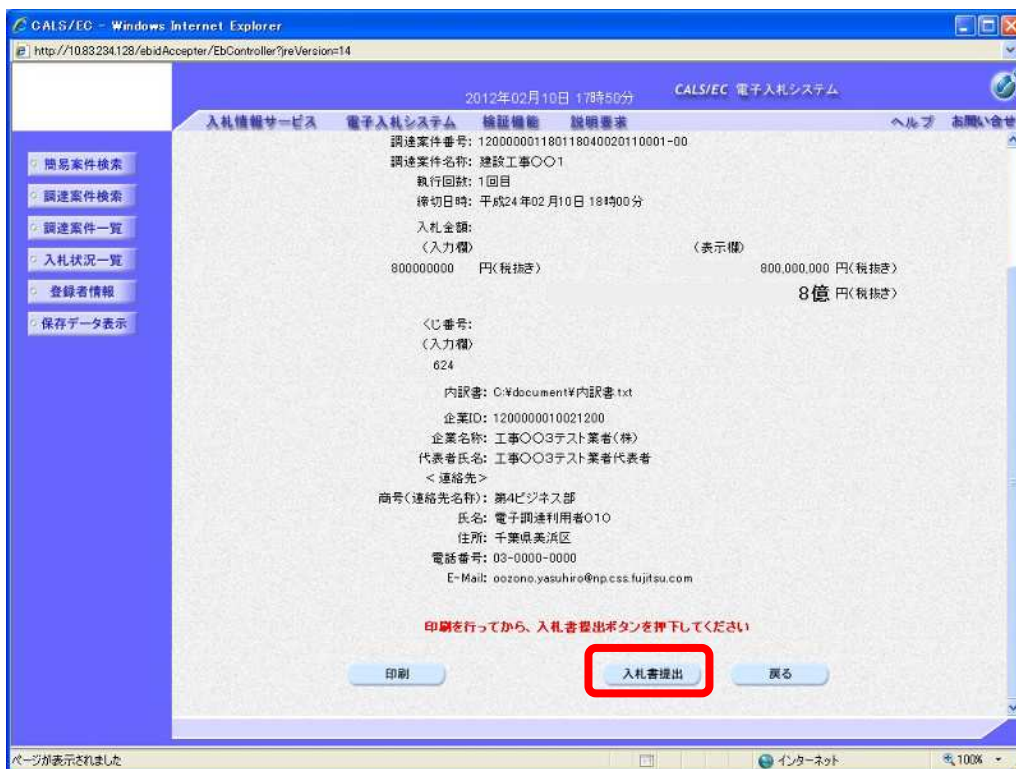 CALS/EC - Windows Internet Explorer
http://10.83.234.128/ebidAccepter/EbController?jreVersion=14
2012年02月10日 17時50分
CALS/EC 電子入札システム
入札情報サービス 電子入札システム 検証機能 説明要求 ヘルプ お問い合せ
簡易案件検索
調達案件検索
調達案件一覧
入札状況一覧
登録者情報
保存データ表示
調達案件番号: 120000001180118040020110001-00
調達案件名称: 建設工事○○1
執行回数: 1回目
締切日時: 平成24年02月10日 18時00分
入札金額:
(入力欄) (表示欄)
800000000 円(税抜き) 800,000,000 円(税抜き)
8億 円(税抜き)
くじ番号:
(入力欄)
624
内訳書: C:¥document¥内訳書.txt
企業ID: 1200000010021200
企業名称: 工事○○3テスト業者(株)
代表者氏名: 工事○○3テスト業者代表者
<連絡先>
商号(連絡先名称): 第4ビジネス部
氏名: 電子調達利用者010
住所: 千葉県美浜区
電話番号: 03-0000-0000
E-Mail: oozono.yasuhiro@np.css.fujitsu.com
印刷を行ってから、入札書提出ボタンを押下してください
印刷 入札書提出 戻る
ページが表示されました インターネット 100%